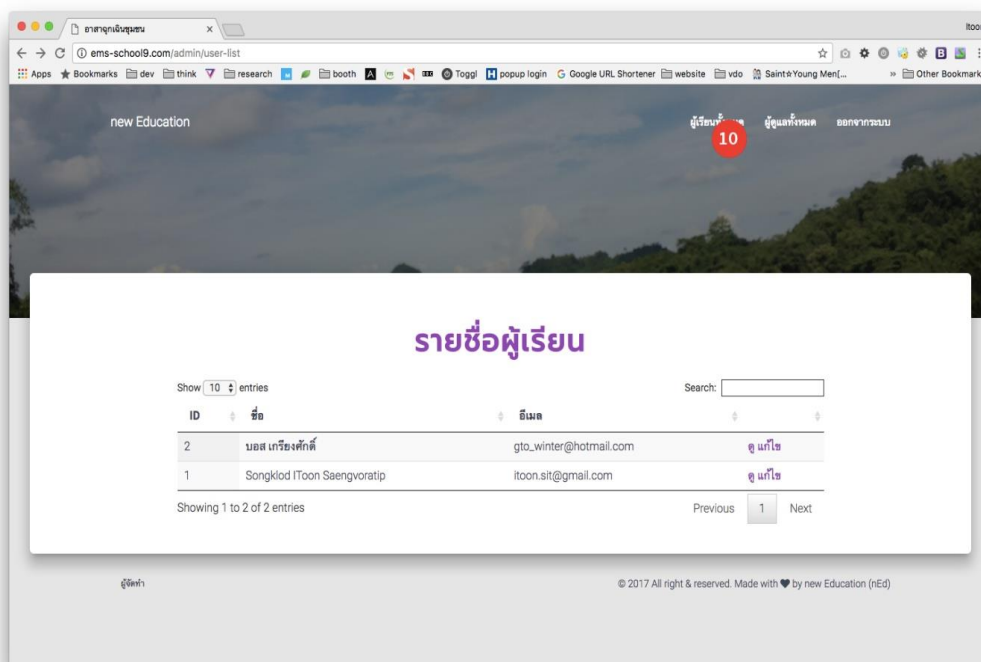 อาสาฉุกเฉินชุมชน
Itoon
ems-school9.com/admin/user-list
Apps Bookmarks dev think research booth Toggl popup login Google URL Shortener website vdo Saint☆Young Men[... » Other Bookmark
new Education ผู้เรียนทั้งหมด ผู้ดูแลทั้งหมด ออกจากระบบ
10
รายชื่อผู้เรียน
Show 10 entries Search:
ID ชื่อ อีเมล
2 บอส เกรียงศักดิ์ gto_winter@hotmail.com ดู แก้ไข
1 Songklod IToon Saengvoratip itoon.sit@gmail.com ดู แก้ไข
Showing 1 to 2 of 2 entries Previous 1 Next
ผู้จัดทำ © 2017 All right & reserved. Made with ♥ by new Education (nEd)